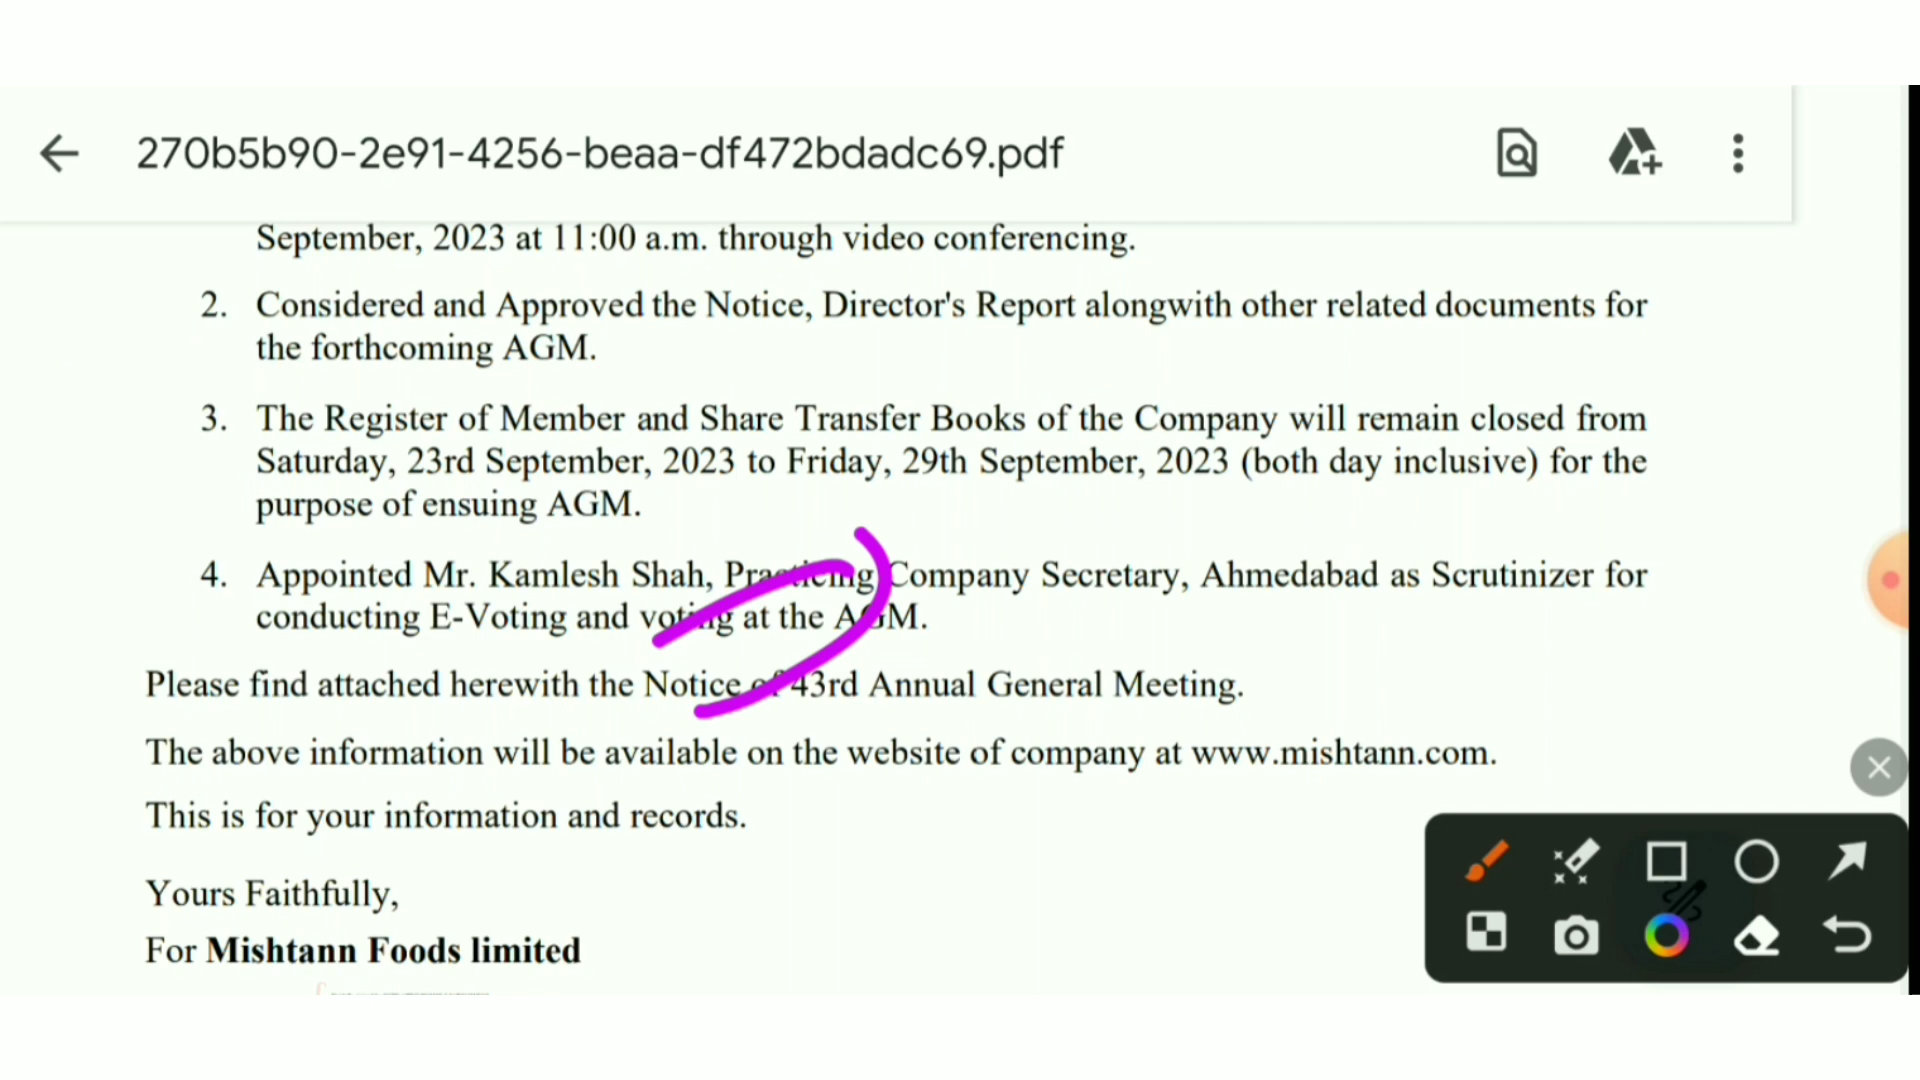 270b5b90-2e91-4256-beaa-df472bdadc69.pdf
September, 2023 at 11:00 a.m. through video conferencing.
2. Considered and Approved the Notice, Director's Report alongwith other related documents for
the forthcoming AGM.
3. The Register of Member and Share Transfer Books of the Company will remain closed from
Saturday, 23rd September, 2023 to Friday, 29th September, 2023 (both day inclusive) for the
purpose of ensuing AGM.
4. Appointed Mr. Kamlesh Shah, Practicing Company Secretary, Ahmedabad as Scrutinizer for
conducting E-Voting and voting at the AGM.
Please find attached herewith the Notice of 43rd Annual General Meeting.
The above information will be available on the website of company at www.mishtann.com.
This is for your information and records.
Yours Faithfully,
For Mishtann Foods limited